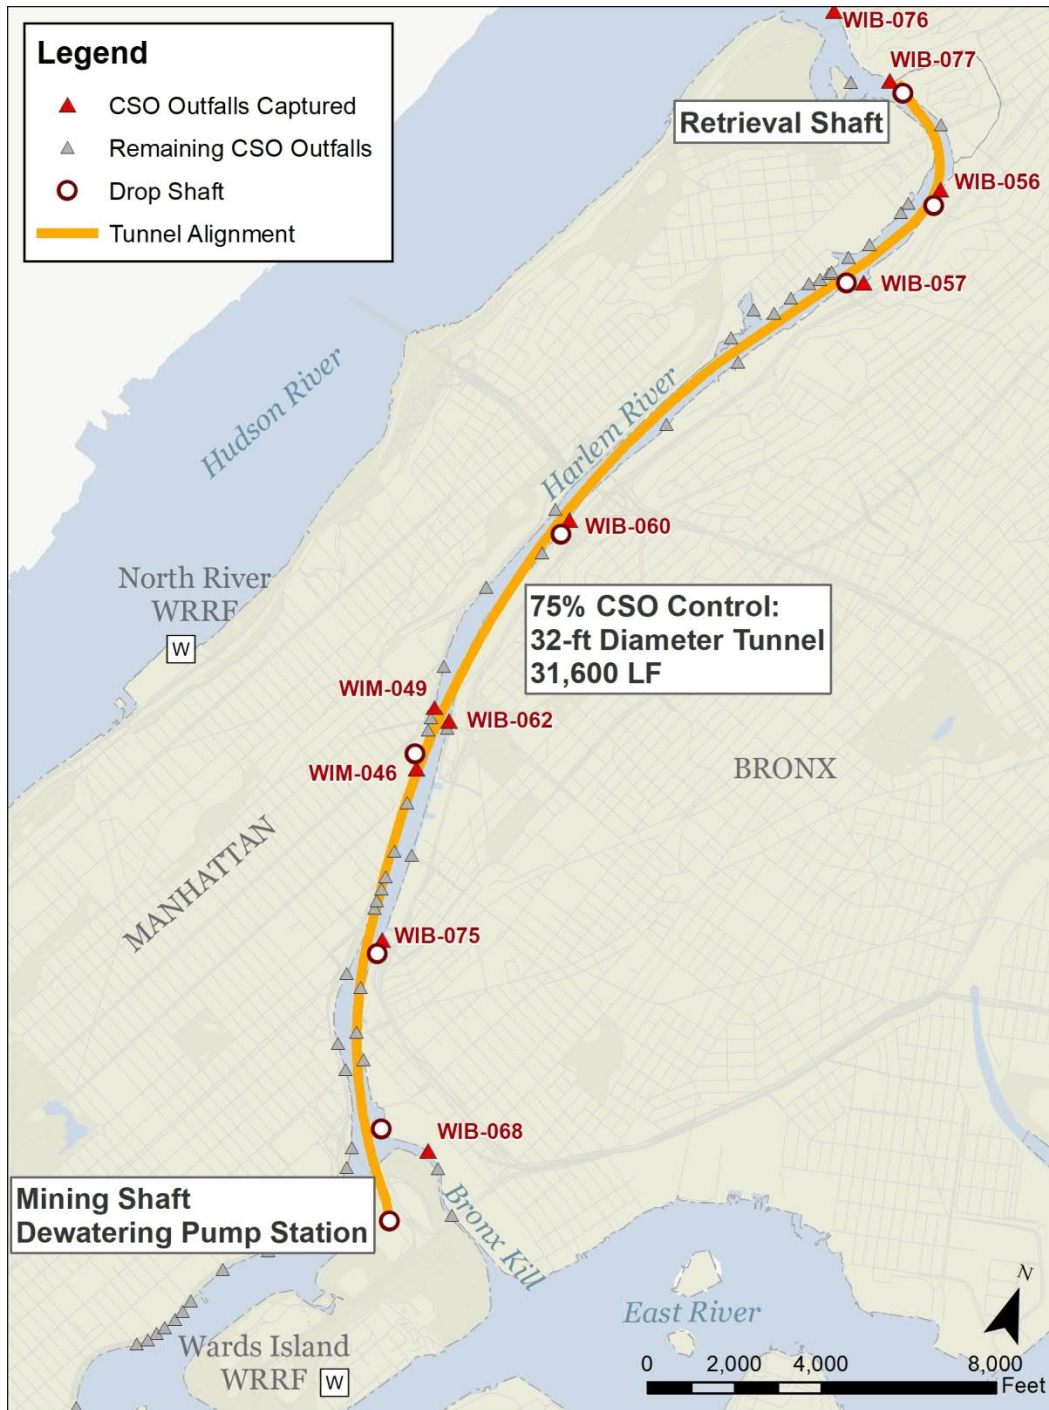 Legend
CSO Outfalls Captured
Remaining CSO Outfalls
Drop Shaft
Tunnel Alignment
WIB-076
WIB-077
Retrieval Shaft
WIB-056
WIB-057
Hudson River
Harlem River
WIB-060
North River
WRRF
W
75% CSO Control:
32-ft Diameter Tunnel
31,600 LF
WIM-049
WIB-062
WIM-046
BRONX
MANHATTAN
WIB-075
WIB-068
Mining Shaft
Dewatering Pump Station
Bronx Kill
East River
N
Wards Island
WRRF
W
0 2,000 4,000 8,000
Feet